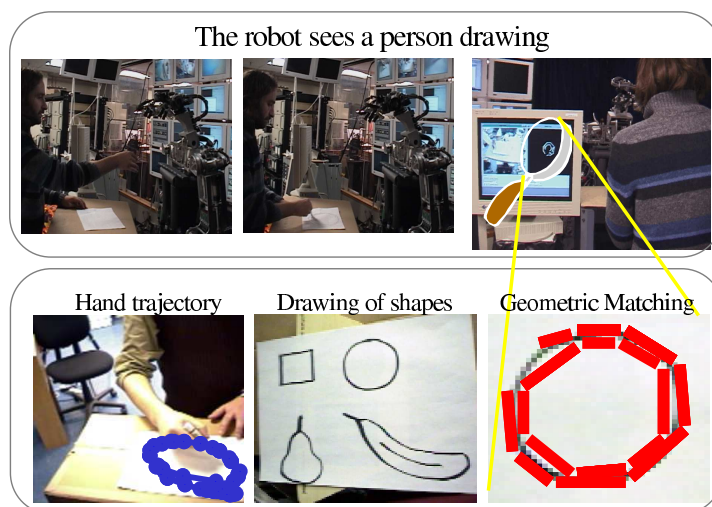 The robot sees a person drawing
Hand trajectory
Drawing of shapes
Geometric Matching